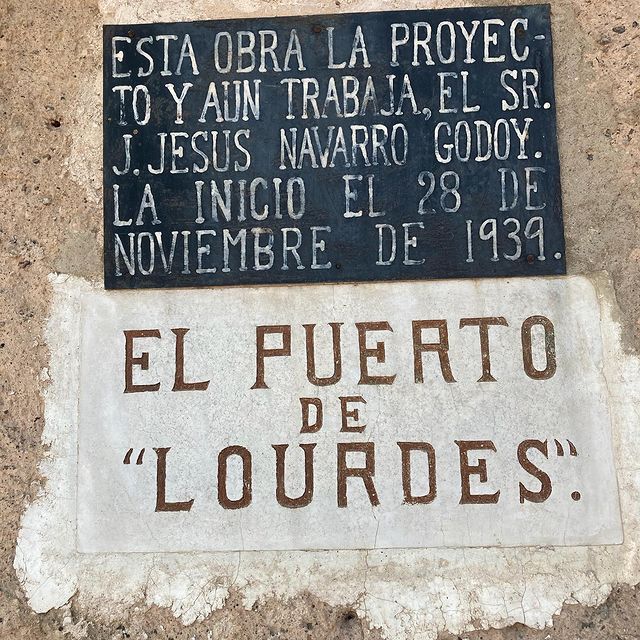 ESTA OBRA LA PROYEC-
TO Y AUN TRABAJA, EL SR.
J. JESUS NAVARRO GODOY.
LA INICIO EL 28 DE
NOVIEMBRE DE 1939.
EL PUERTO
DE
"LOURDES".